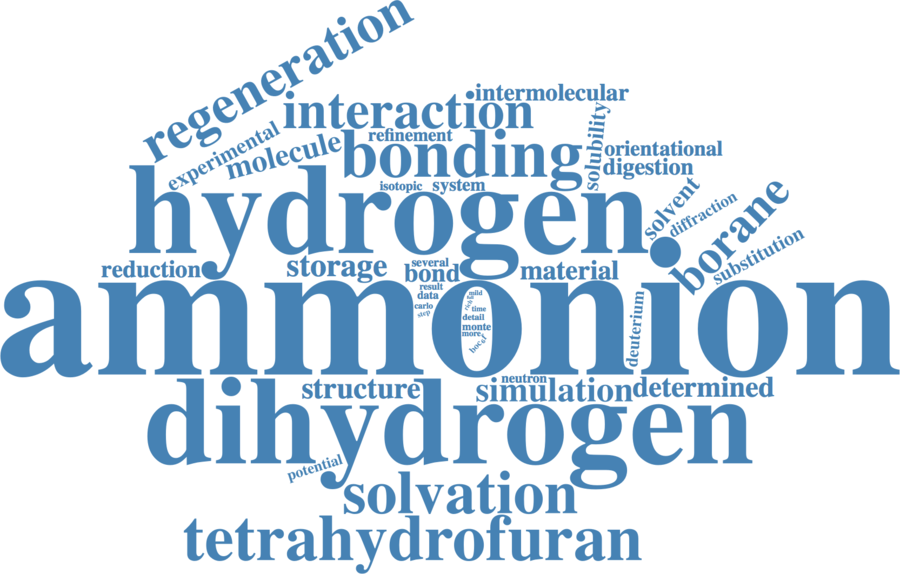 regeneration
intermolecular
interaction
refinement
experimental
molecule
bonding
solubility
orientational
digestion
isotopic
system
hydrogen
solvent
diffraction
borane
substitution
reduction
storage
several
bond
material
result
data
carlo
step
mild
time
detail
monte
more
ammonion
deuterium
neutron
structure
simulation
determined
dihydrogen
potential
solvation
tetrahydrofuran